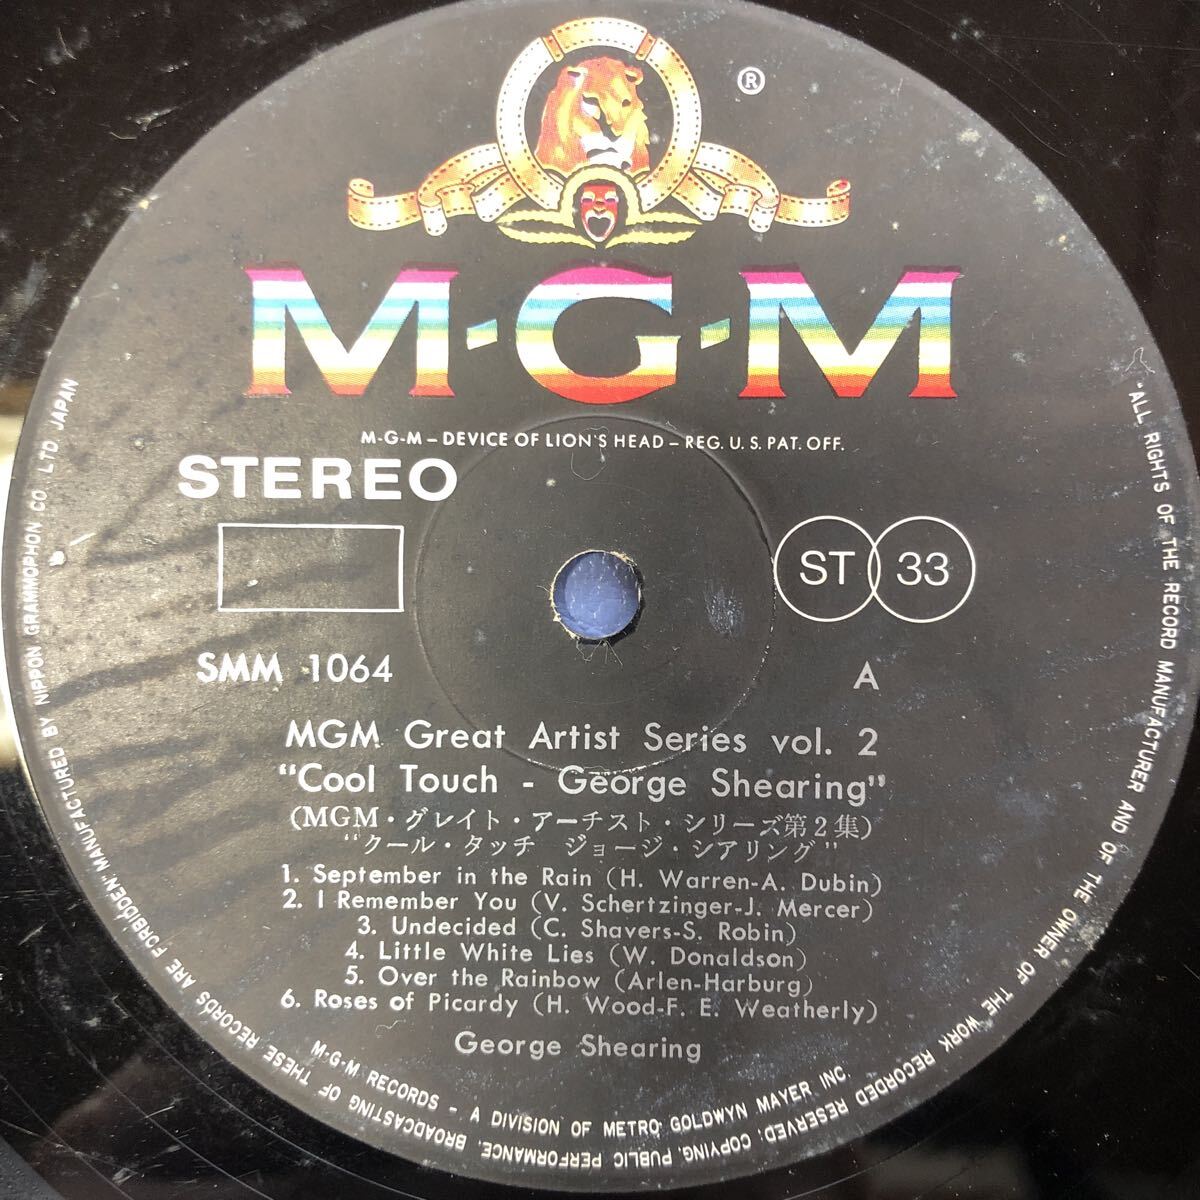 ®
M·G·M
M-G-M – DEVICE OF LION'S HEAD – REG. U. S. PAT. OFF.
STEREO
ST 33
SMM 1064
A
MGM Great Artist Series vol. 2
"Cool Touch - George Shearing"
(MGM・グレイト・アーチスト・シリーズ第2集)
"クール・タッチ ジョージ・シアリング"
1. September in the Rain (H. Warren-A. Dubin)
2. I Remember You (V. Schertzinger-J. Mercer)
3. Undecided (C. Shavers-S. Robin)
4. Little White Lies (W. Donaldson)
5. Over the Rainbow (Arlen-Harburg)
6. Roses of Picardy (H. Wood-F. E. Weatherly)
George Shearing
M-G-M RECORDS - A DIVISION OF METRO GOLDWYN MAYER INC.
"ALL RIGHTS OF THE RECORD MANUFACTURER AND OF THE OWNER OF THE WORK RECORDED RESERVED. COPYING, PUBLIC PERFORMANCE, BROADCASTING OF THESE RECORDS ARE FORBIDDEN" MANUFACTURED BY NIPPON GRAMMOPHON CO., LTD. JAPAN